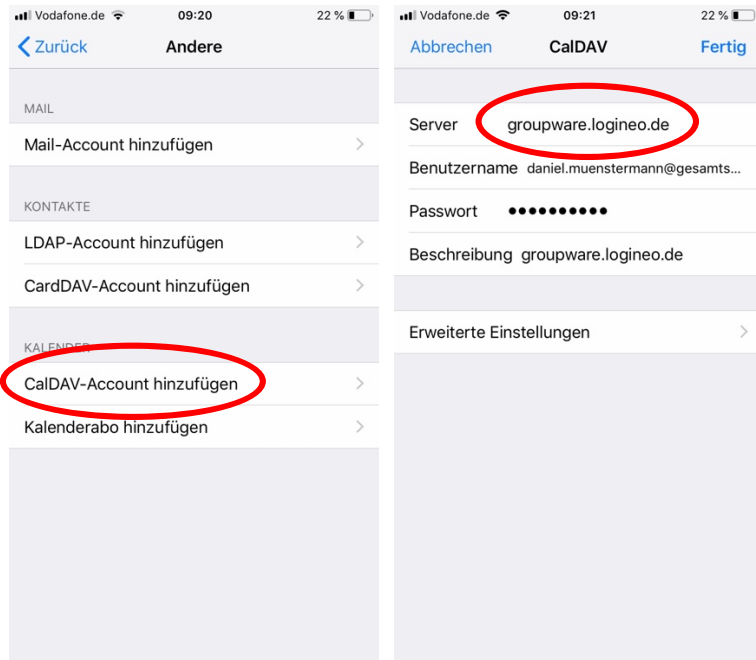 Vodafone.de 09:20 22 %
Zurück Andere
MAIL
Mail-Account hinzufügen
KONTAKTE
LDAP-Account hinzufügen
CardDAV-Account hinzufügen
KALENDER
CalDAV-Account hinzufügen
Kalenderabo hinzufügen
Vodafone.de 09:21 22 %
Abbrechen CalDAV Fertig
Server groupware.logineo.de
Benutzername daniel.muenstermann@gesamts...
Passwort ●●●●●●●●●●
Beschreibung groupware.logineo.de
Erweiterte Einstellungen